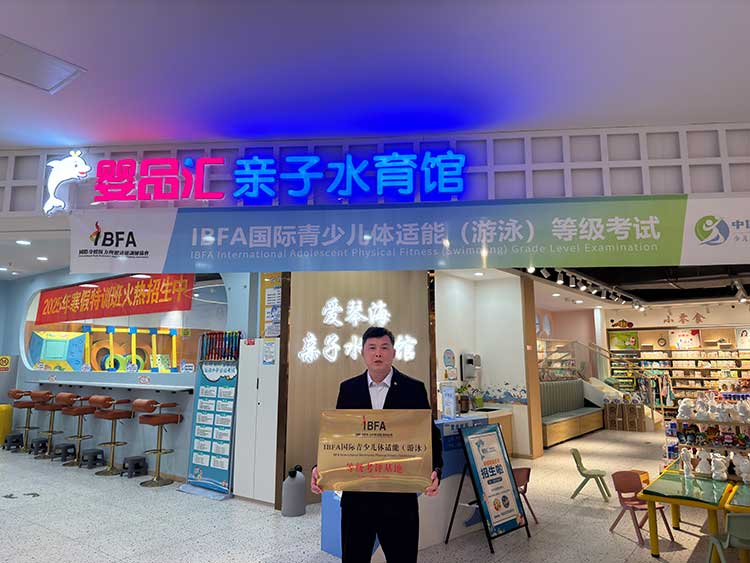 婴品汇 亲子水育馆
IBFA
IBFA国际青少儿体适能（游泳）等级考试
IBFA International Adolescent Physical Fitness (swimming) Grade Level Examination
2025年寒假特训班火热招生中
爱琴海
亲子水育馆
小零食
IBFA
IBFA国际青少儿体适能（游泳）
等级考评基地
招生啦